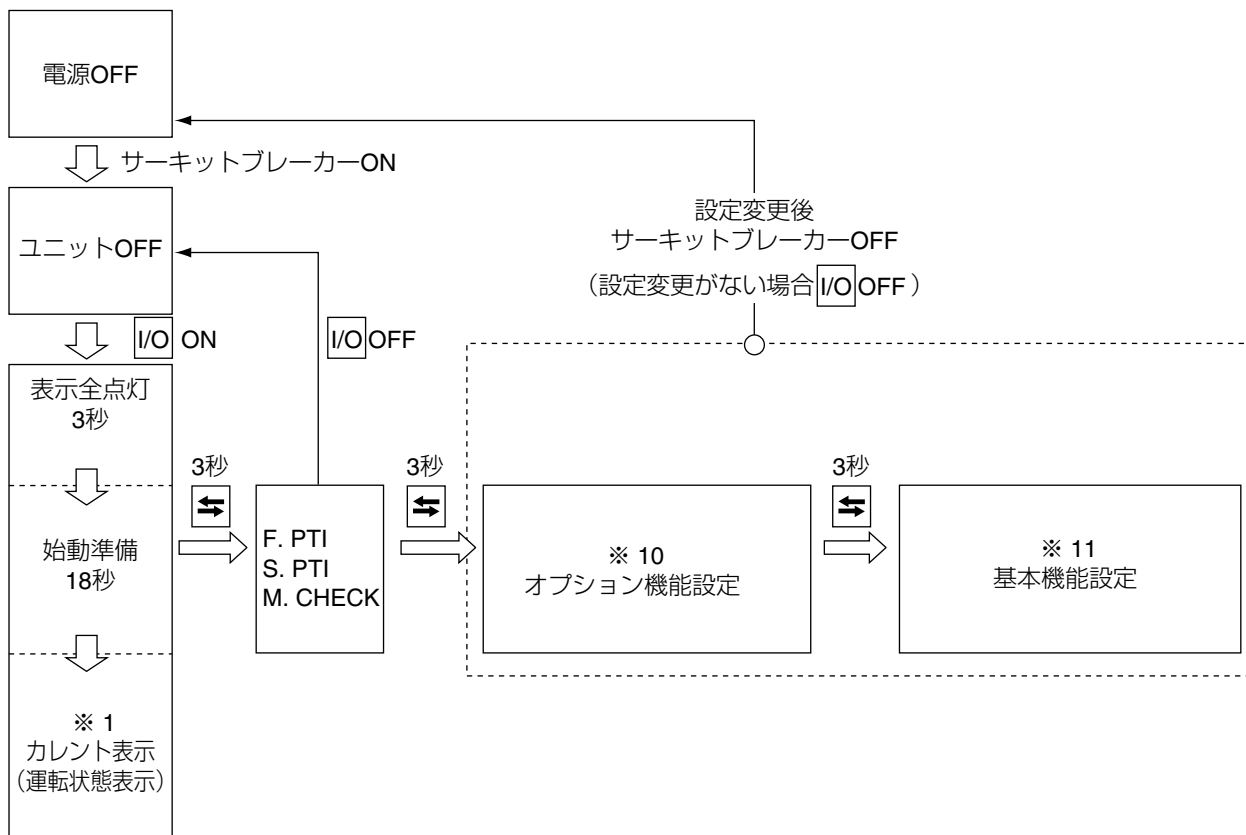 電源OFF
サーキットブレーカーON
ユニットOFF
設定変更後
サーキットブレーカーOFF
(設定変更がない場合I/OOFF)
I/O ON
I/OOFF
表示全点灯
3秒
3秒
3秒
3秒
始動準備
18秒
F. PTI
S. PTI
M. CHECK
※ 10
オプション機能設定
※ 11
基本機能設定
※ 1
カレント表示
(運転状態表示)